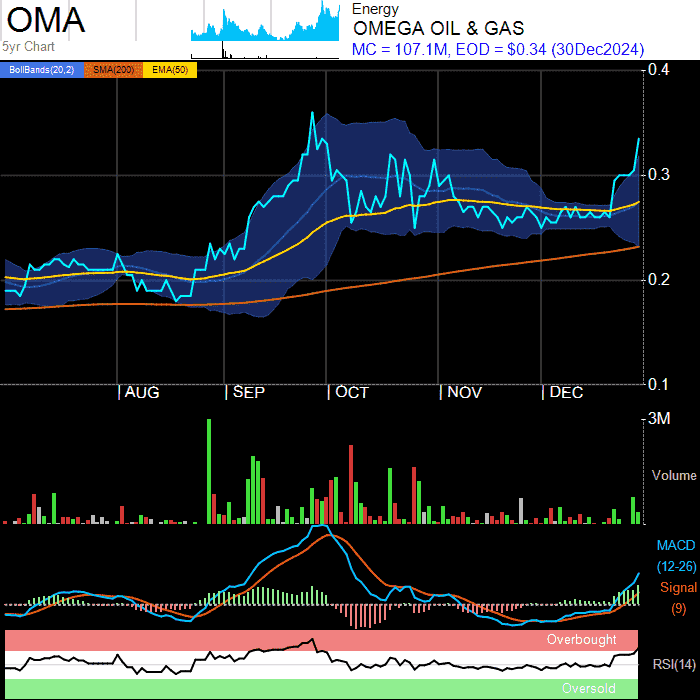 OMA
5yr Chart
Energy
OMEGA OIL & GAS
MC = 107.1M, EOD = $0.34 (30Dec2024)
BollBands(20,2) SMA(200) EMA(50)
0.4
0.3
0.2
0.1
AUG SEP OCT NOV DEC
3M
Volume
MACD
(12-26)
Signal
(9)
Overbought
RSI(14)
Oversold